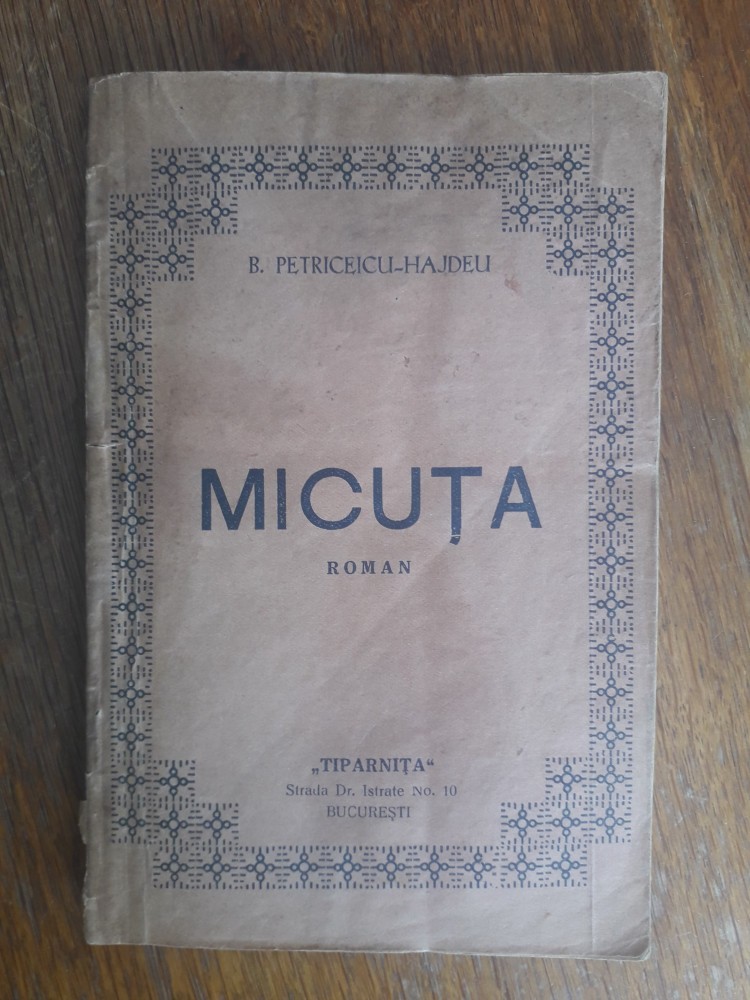 B. PETRICEICU-HAJDEU
MICUȚA
ROMAN
„TIPARNIȚA“
Strada Dr. Istrate No. 10
BUCUREȘTI